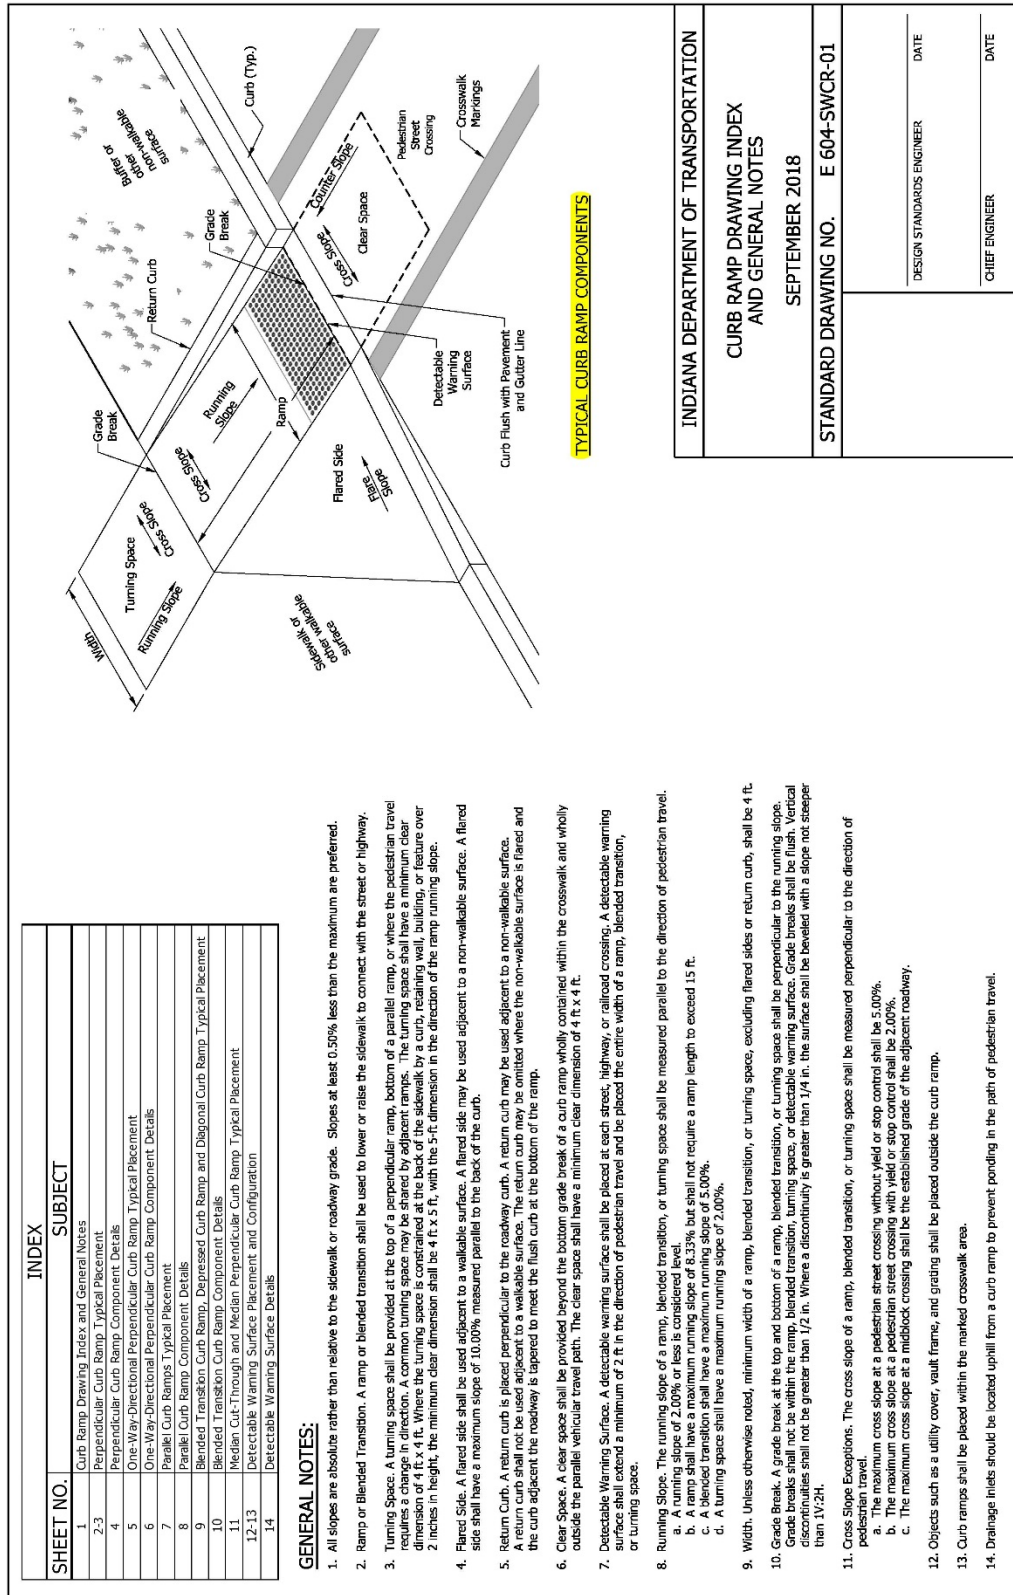 INDEX
SHEET NO. SUBJECT
1 Curb Ramp Drawing Index and General Notes
2-3 Perpendicular Curb Ramp Typical Placement
4 Perpendicular Curb Ramp Component Details
5 One-Way-Directional Perpendicular Curb Ramp Typical Placement
6 One-Way-Directional Perpendicular Curb Ramp Component Details
7 Parallel Curb Ramps Typical Placement
8 Parallel Curb Ramp Component Details
9 Blended Transition Curb Ramp, Depressed Curb Ramp and Diagonal Curb Ramp Typical Placement
10 Blended Transition Curb Ramp Component Details
11 Median Cut-Through and Median Perpendicular Curb Ramp Typical Placement
12-13 Detectable Warning Surface Placement and Configuration
14 Detectable Warning Surface Details
GENERAL NOTES:
1. All slopes are absolute rather than relative to the sidewalk or roadway grade. Slopes at least 0.50% less than the maximum are preferred.
2. Ramp or Blended Transition. A ramp or blended transition shall be used to lower or raise the sidewalk to connect with the street or highway.
3. Turning Space. A turning space shall be provided at the top of a perpendicular ramp, bottom of a parallel ramp, or where the pedestrian travel
requires a change in direction. A common turning space may be shared by adjacent ramps. The turning space shall have a minimum clear
dimension of 4 ft x 4 ft. Where the turning space is constrained at the back of the sidewalk by a curb, retaining wall, building, or feature over
2 inches in height, the minimum clear dimension shall be 4 ft x 5 ft, with the 5-ft dimension in the direction of the ramp running slope.
4. Flared Side. A flared side shall be used adjacent to a walkable surface. A flared side may be used adjacent to a non-walkable surface. A flared
side shall have a maximum slope of 10.00% measured parallel to the back of the curb.
5. Return Curb. A return curb is placed perpendicular to the roadway curb. A return curb may be used adjacent to a non-walkable surface.
A return curb shall not be used adjacent to a walkable surface. The return curb may be omitted where the non-walkable surface is flared and
the curb adjacent the roadway is tapered to meet the flush curb at the bottom of the ramp.
6. Clear Space. A clear space shall be provided beyond the bottom grade break of a curb ramp wholly contained within the crosswalk and wholly
outside the parallel vehicular travel path. The clear space shall have a minimum clear dimension of 4 ft x 4 ft.
7. Detectable Warning Surface. A detectable warning surface shall be placed at each street, highway, or railroad crossing. A detectable warning
surface shall extend a minimum of 2 ft in the direction of pedestrian travel and be placed the entire width of a ramp, blended transition,
or turning space.
8. Running Slope. The running slope of a ramp, blended transition, or turning space shall be measured parallel to the direction of pedestrian travel.
a. A running slope of 2.00% or less is considered level.
b. A ramp shall have a maximum running slope of 8.33% but shall not require a ramp length to exceed 15 ft.
c. A blended transition shall have a maximum running slope of 5.00%.
d. A turning space shall have a maximum running slope of 2.00%.
9. Width. Unless otherwise noted, minimum width of a ramp, blended transition, or turning space, excluding flared sides or return curb, shall be 4 ft.
10. Grade Break. A grade break at the top and bottom of a ramp, blended transition, or turning space shall be perpendicular to the running slope.
Grade breaks shall not be within the ramp, blended transition, turning space, or detectable warning surface. Grade breaks shall be flush. Vertical
discontinuities shall not be greater than 1/2 in. Where a discontinuity is greater than 1/4 in. the surface shall be beveled with a slope not steeper
than 1V:2H.
11. Cross Slope Exceptions. The cross slope of a ramp, blended transition, or turning space shall be measured perpendicular to the direction of
pedestrian travel.
a. The maximum cross slope at a pedestrian street crossing without yield or stop control shall be 5.00%.
b. The maximum cross slope at a pedestrian street crossing with yield or stop control shall be 2.00%.
c. The maximum cross slope at a midblock crossing shall be the established grade of the adjacent roadway.
12. Objects such as a utility cover, vault frame, and grating shall be placed outside the curb ramp.
13. Curb ramps shall be placed within the marked crosswalk area.
14. Drainage inlets should be located uphill from a curb ramp to prevent ponding in the path of pedestrian travel.
Width
Turning Space
Cross Slope
Running Slope
Sidewalk or
other walkable
surface
Grade
Break
Return Curb
Buffer or
other walkable
non-walkable
surface
Cross Slope
Running
Slope
Ramp
Flared Side
Flare
Slope
Grade
Break
Curb (Typ.)
Counter Slope
Cross Slope
Clear Space
Pedestrian
Street
Crossing
Crosswalk
Markings
Detectable
Warning
Surface
Curb Flush with Pavement
and Gutter Line
TYPICAL CURB RAMP COMPONENTS
INDIANA DEPARTMENT OF TRANSPORTATION
CURB RAMP DRAWING INDEX
AND GENERAL NOTES
SEPTEMBER 2018
STANDARD DRAWING NO. E 604-SWCR-01
DESIGN STANDARDS ENGINEER DATE
CHIEF ENGINEER DATE